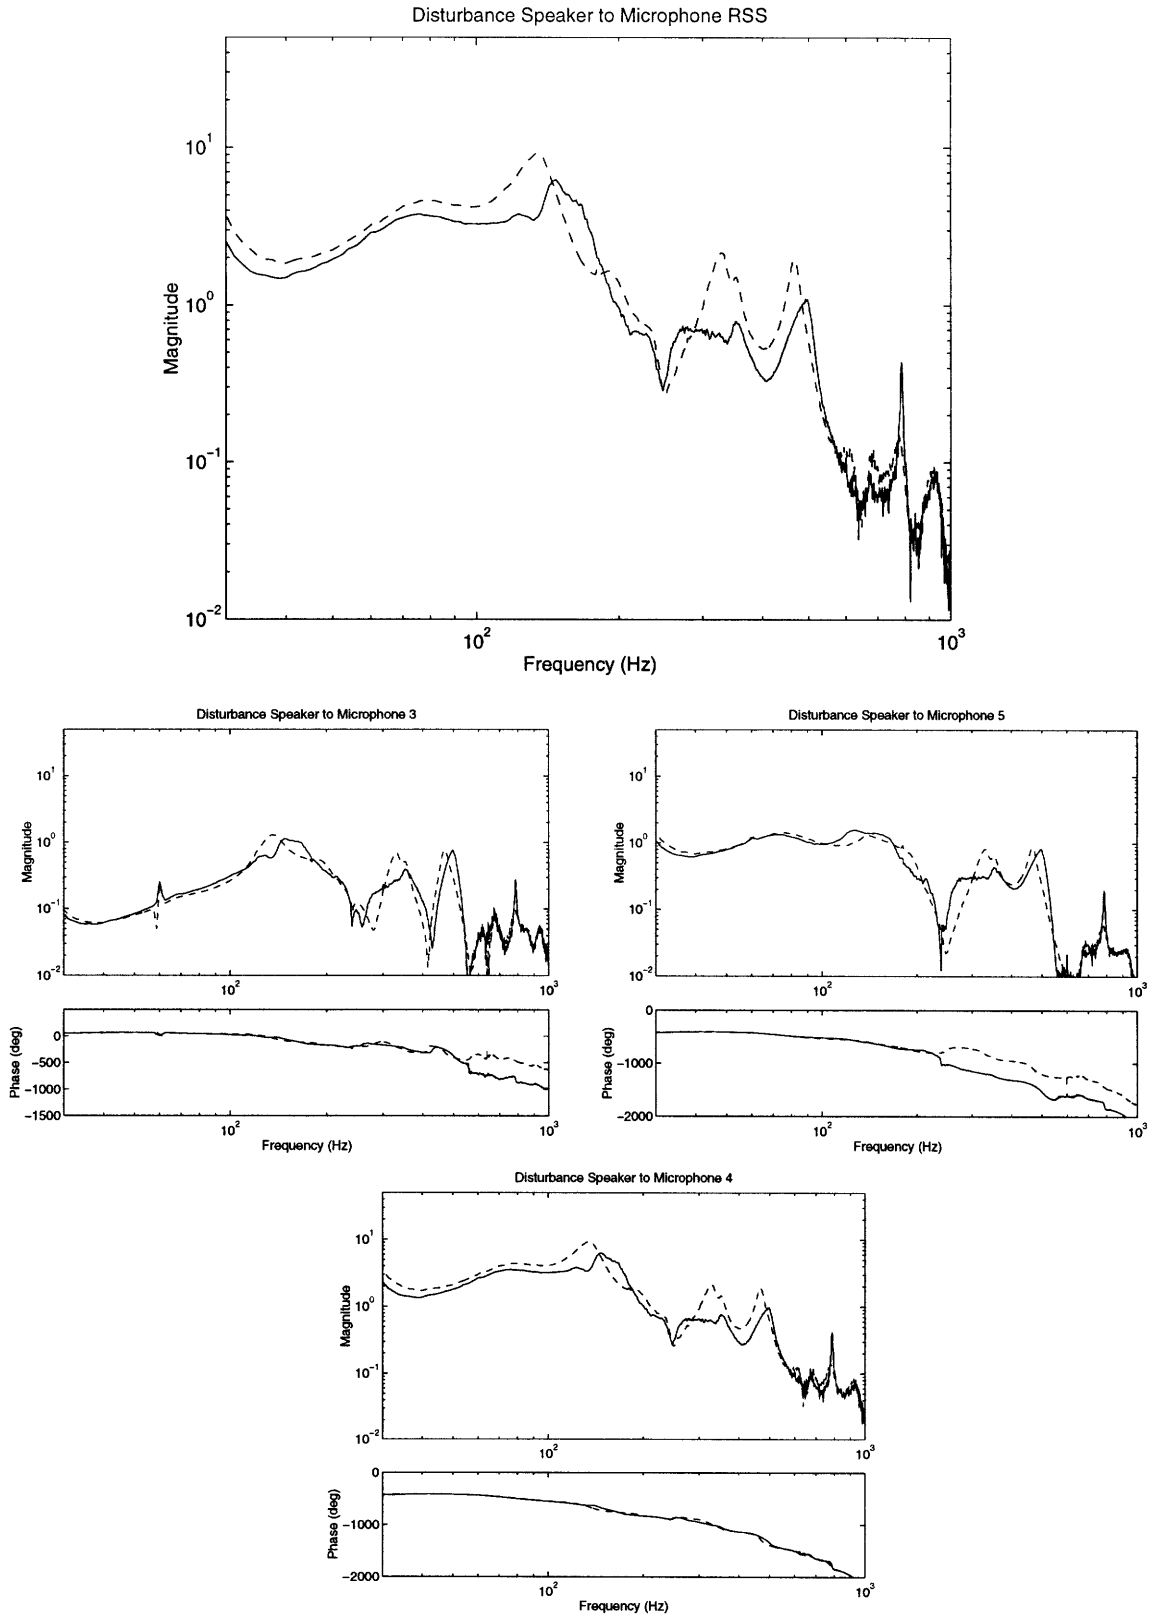 Disturbance Speaker to Microphone RSS
10^1
10^0
10^-1
10^-2
Magnitude
10^2
10^3
Frequency (Hz)
Disturbance Speaker to Microphone 3
10^1
10^0
10^-1
10^-2
Magnitude
10^2
10^3
0
-500
-1000
-1500
Phase (deg)
10^2
10^3
Frequency (Hz)
Disturbance Speaker to Microphone 5
10^1
10^0
10^-1
10^-2
Magnitude
10^2
10^3
0
-1000
-2000
Phase (deg)
10^2
10^3
Frequency (Hz)
Disturbance Speaker to Microphone 4
10^1
10^0
10^-1
10^-2
Magnitude
10^2
10^3
0
-1000
-2000
Phase (deg)
10^2
10^3
Frequency (Hz)